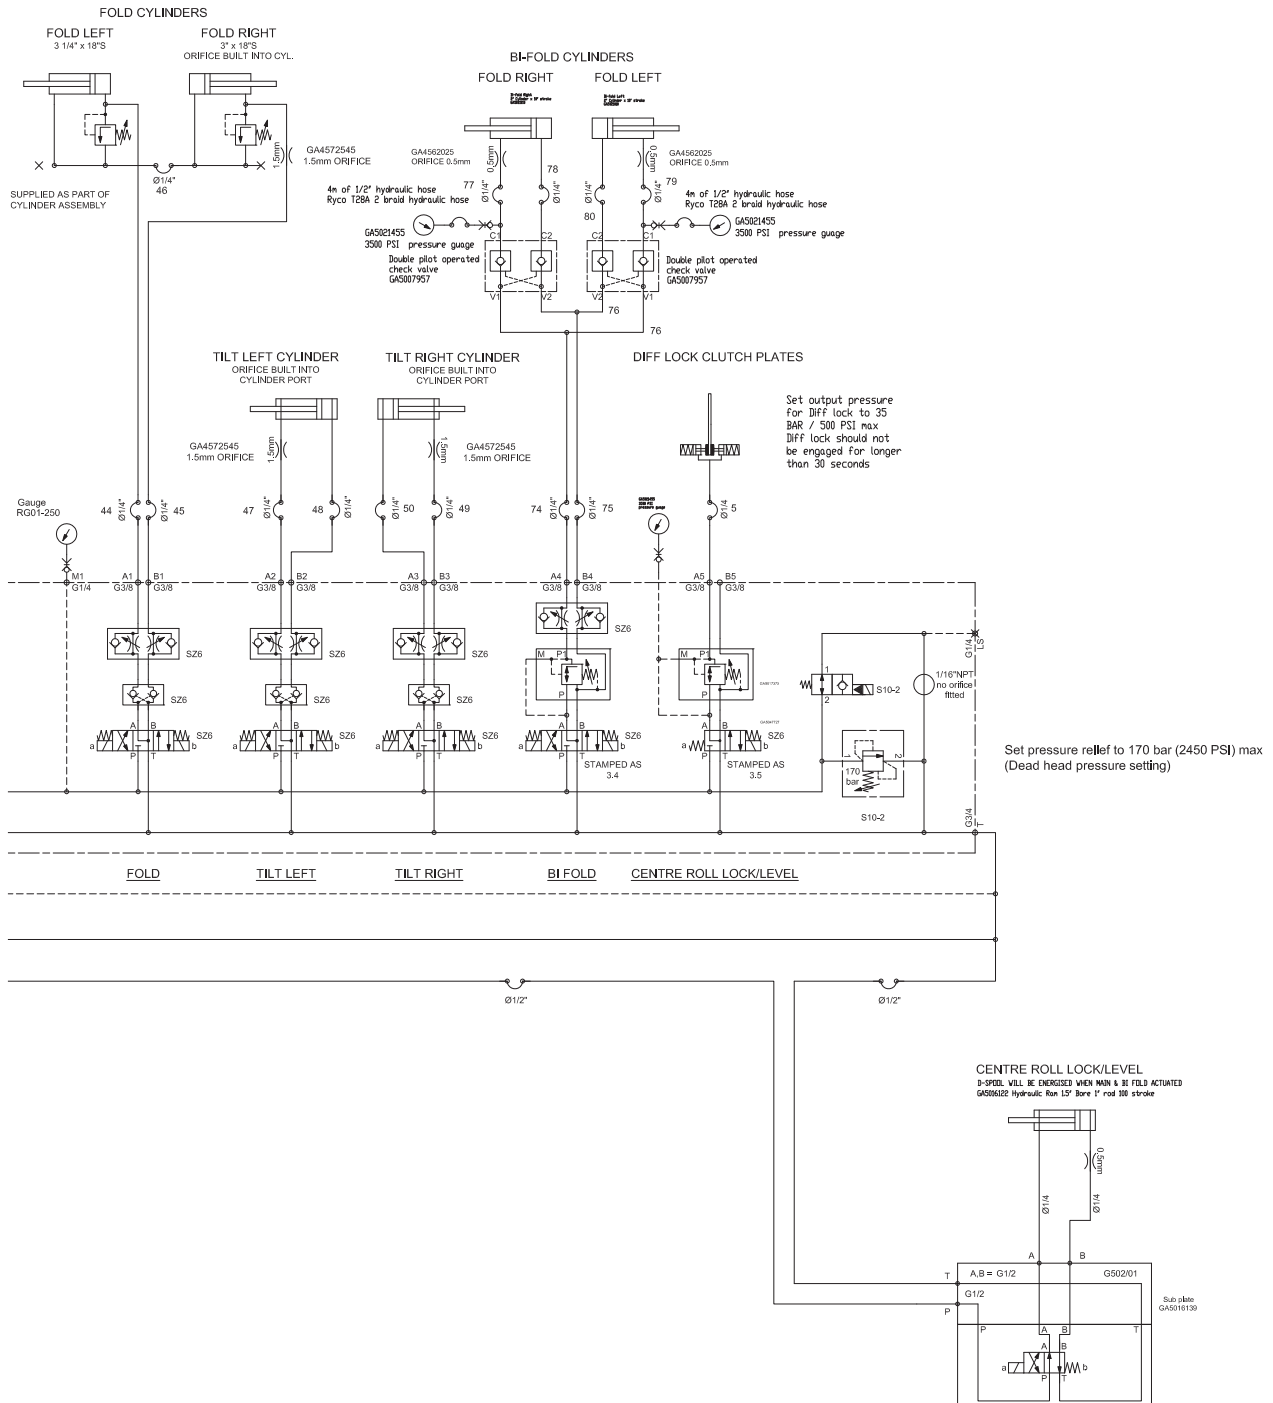 FOLD CYLINDERS
FOLD LEFT
3 1/4" x 18"S
FOLD RIGHT
3" x 18"S
ORIFICE BUILT INTO CYL.
1.5mm
GA4572545
1.5mm ORIFICE
Ø1/4"
46
SUPPLIED AS PART OF
CYLINDER ASSEMBLY
BI-FOLD CYLINDERS
FOLD RIGHT
FOLD LEFT
GA4562025
ORIFICE 0.5mm
0.5mm
0.5mm
GA4562025
ORIFICE 0.5mm
77
Ø1/4"
78
Ø1/4"
Ø1/4"
80
Ø1/4"
79
4m of 1/2" hydraulic hose
Ryco T2BA 2 braid hydraulic hose
4m of 1/2" hydraulic hose
Ryco T2BA 2 braid hydraulic hose
GA5021455
3500 PSI pressure guage
GA5021455
3500 PSI pressure guage
C1
C2
C2
C1
Double pilot operated
check valve
GA5007957
Double pilot operated
check valve
GA5007957
V1
V2
V2
V1
76
76
TILT LEFT CYLINDER
ORIFICE BUILT INTO
CYLINDER PORT
TILT RIGHT CYLINDER
ORIFICE BUILT INTO
CYLINDER PORT
DIFF LOCK CLUTCH PLATES
Set output pressure
for Diff lock to 35
BAR / 500 PSI max
Diff lock should not
be engaged for longer
than 30 seconds
GA4572545
1.5mm ORIFICE
1.5mm
1.5mm
GA4572545
1.5mm ORIFICE
Gauge
RG01-250
44
Ø1/4"
Ø1/4"
45
47
Ø1/4"
48
Ø1/4"
Ø1/4"
50
Ø1/4"
49
74
Ø1/4"
Ø1/4"
75
Ø1/4
5
M1
G1/4
A1
B1
G3/8
G3/8
A2
B2
G3/8
G3/8
A3
B3
G3/8
G3/8
A4
B4
G3/8
G3/8
A5
B5
G3/8
G3/8
SZ6
SZ6
SZ6
SZ6
M
P1
P
M
P1
P
SZ6
SZ6
SZ6
A
B
a
b
P
T
SZ6
A
B
a
b
P
T
SZ6
A
B
a
b
P
T
SZ6
A
B
a
b
P
T
SZ6
STAMPED AS
3.4
A
B
a
b
P
T
SZ6
STAMPED AS
3.5
1
2
S10-2
G1/4
LS
1/16"NPT
no orifice
fitted
1
2
170
bar
S10-2
G3/4
T
Set pressure relief to 170 bar (2450 PSI) max
(Dead head pressure setting)
FOLD
TILT LEFT
TILT RIGHT
BI FOLD
CENTRE ROLL LOCK/LEVEL
Ø1/2"
Ø1/2"
CENTRE ROLL LOCK/LEVEL
D-SPOOL WILL BE ENERGISED WHEN MAIN & BI FOLD ACTUATED
GA5016122 Hydraulic Ram 1.5" Bore 1" rod 100 stroke
0.5mm
Ø1/4
Ø1/4
A
B
T
A,B = G1/2
G502/01
G1/2
P
Sub plate
GA5016139
P
A
B
T
A
B
a
b
P
T